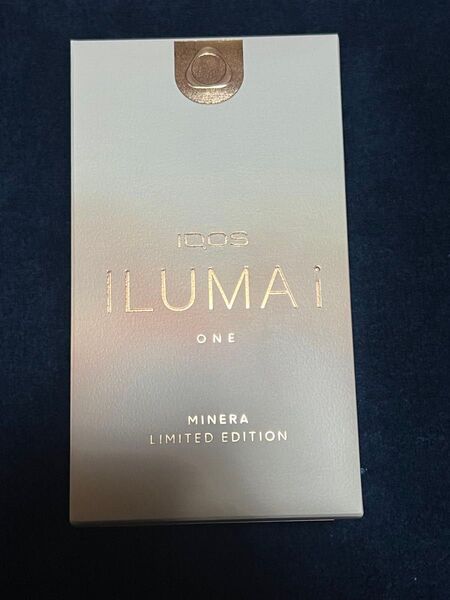 IQOS
ILUMA i
ONE
MINERA
LIMITED EDITION